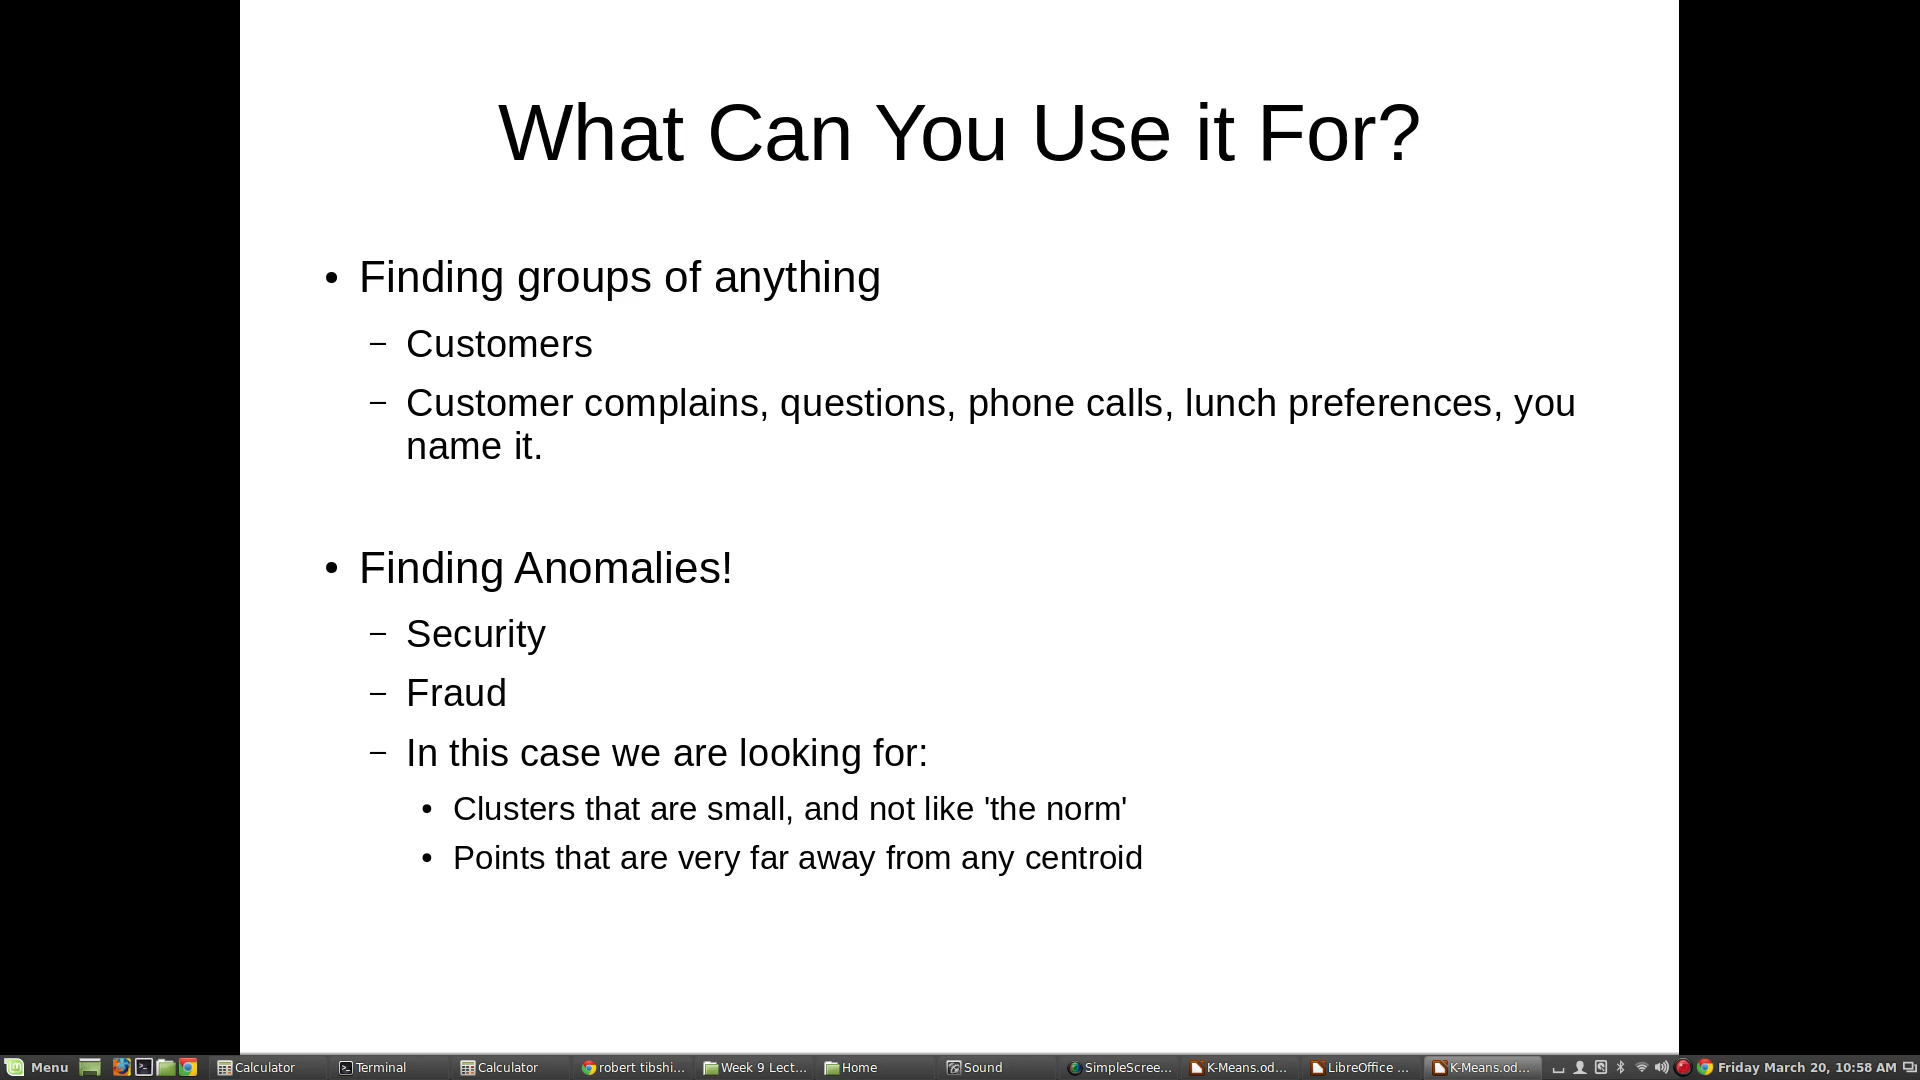 What Can You Use it For?
• Finding groups of anything
– Customers
– Customer complains, questions, phone calls, lunch preferences, you
name it.
• Finding Anomalies!
– Security
– Fraud
– In this case we are looking for:
• Clusters that are small, and not like 'the norm'
• Points that are very far away from any centroid
Menu Calculator Terminal Calculator robert tibshi... Week 9 Lect... Home Sound SimpleScree... K-Means.od... LibreOffice ... K-Means.od... Friday March 20, 10:58 AM